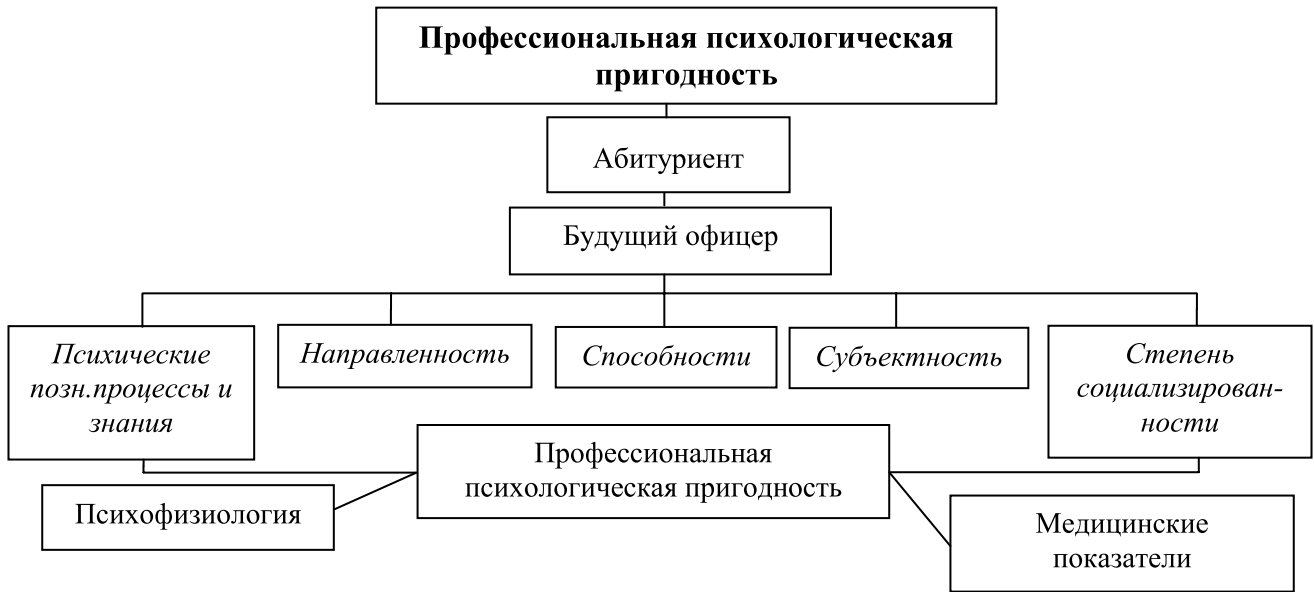 Профессиональная психологическая
пригодность
Абитуриент
Будущий офицер
Психические
позн.процессы и
знания
Направленность
Способности
Субъектность
Степень
социализирован-
ности
Профессиональная
психологическая пригодность
Психофизиология
Медицинские
показатели